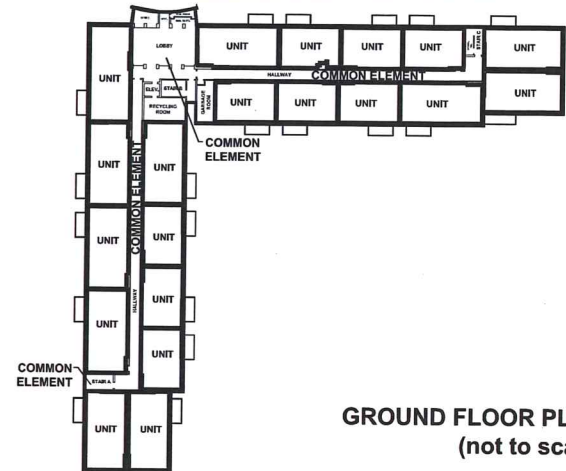 LOBBY
UNIT
UNIT
UNIT
UNIT
UNIT
UNIT
STAIR C
HALLWAY
COMMON ELEMENT
UNIT
ELEV.
STAIR B
RECYCLING
ROOM
GARBAGE
ROOM
UNIT
UNIT
UNIT
UNIT
COMMON
ELEMENT
COMMON ELEMENT
UNIT
UNIT
UNIT
UNIT
HALLWAY
UNIT
UNIT
UNIT
COMMON
ELEMENT
STAIR A
UNIT
UNIT
UNIT
GROUND FLOOR PL
(not to sca